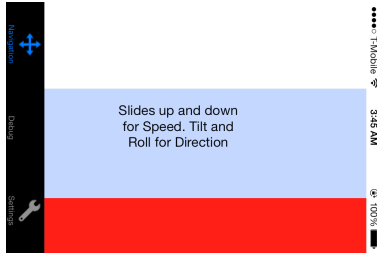 ●●●●○ T-Mobile
3:45 AM
100%
Slides up and down
for Speed. Tilt and
Roll for Direction
Navigation
Debug
Settings